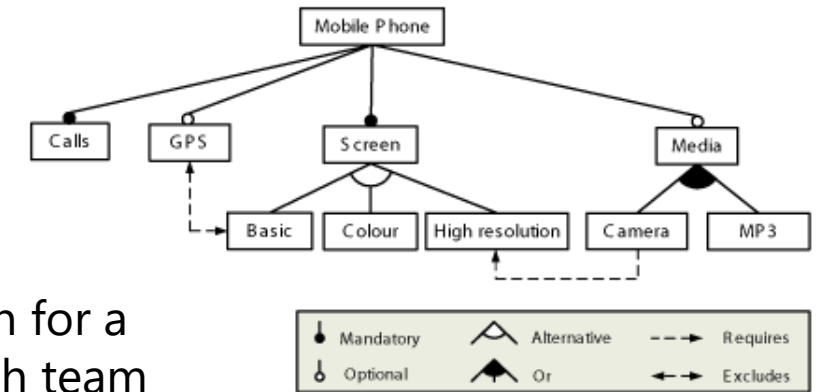 Mobile Phone
Calls GPS Screen Media
Basic Colour High resolution Camera MP3
n for a
h team
Mandatory Alternative Requires
Optional Or Excludes